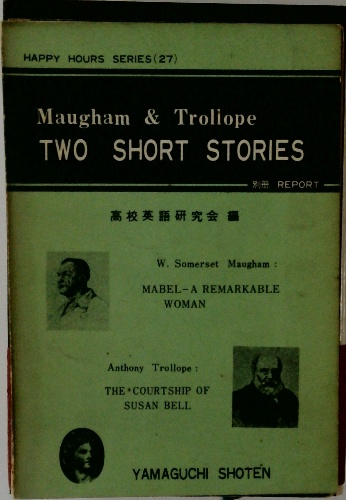 HAPPY HOURS SERIES (27)
Maugham & Trollope
TWO SHORT STORIES
別冊 REPORT
高校英語研究会 編
W. Somerset Maugham :
MABEL-A REMARKABLE
WOMAN
Anthony Trollope :
THE COURTSHIP OF
SUSAN BELL
YAMAGUCHI SHOTEN